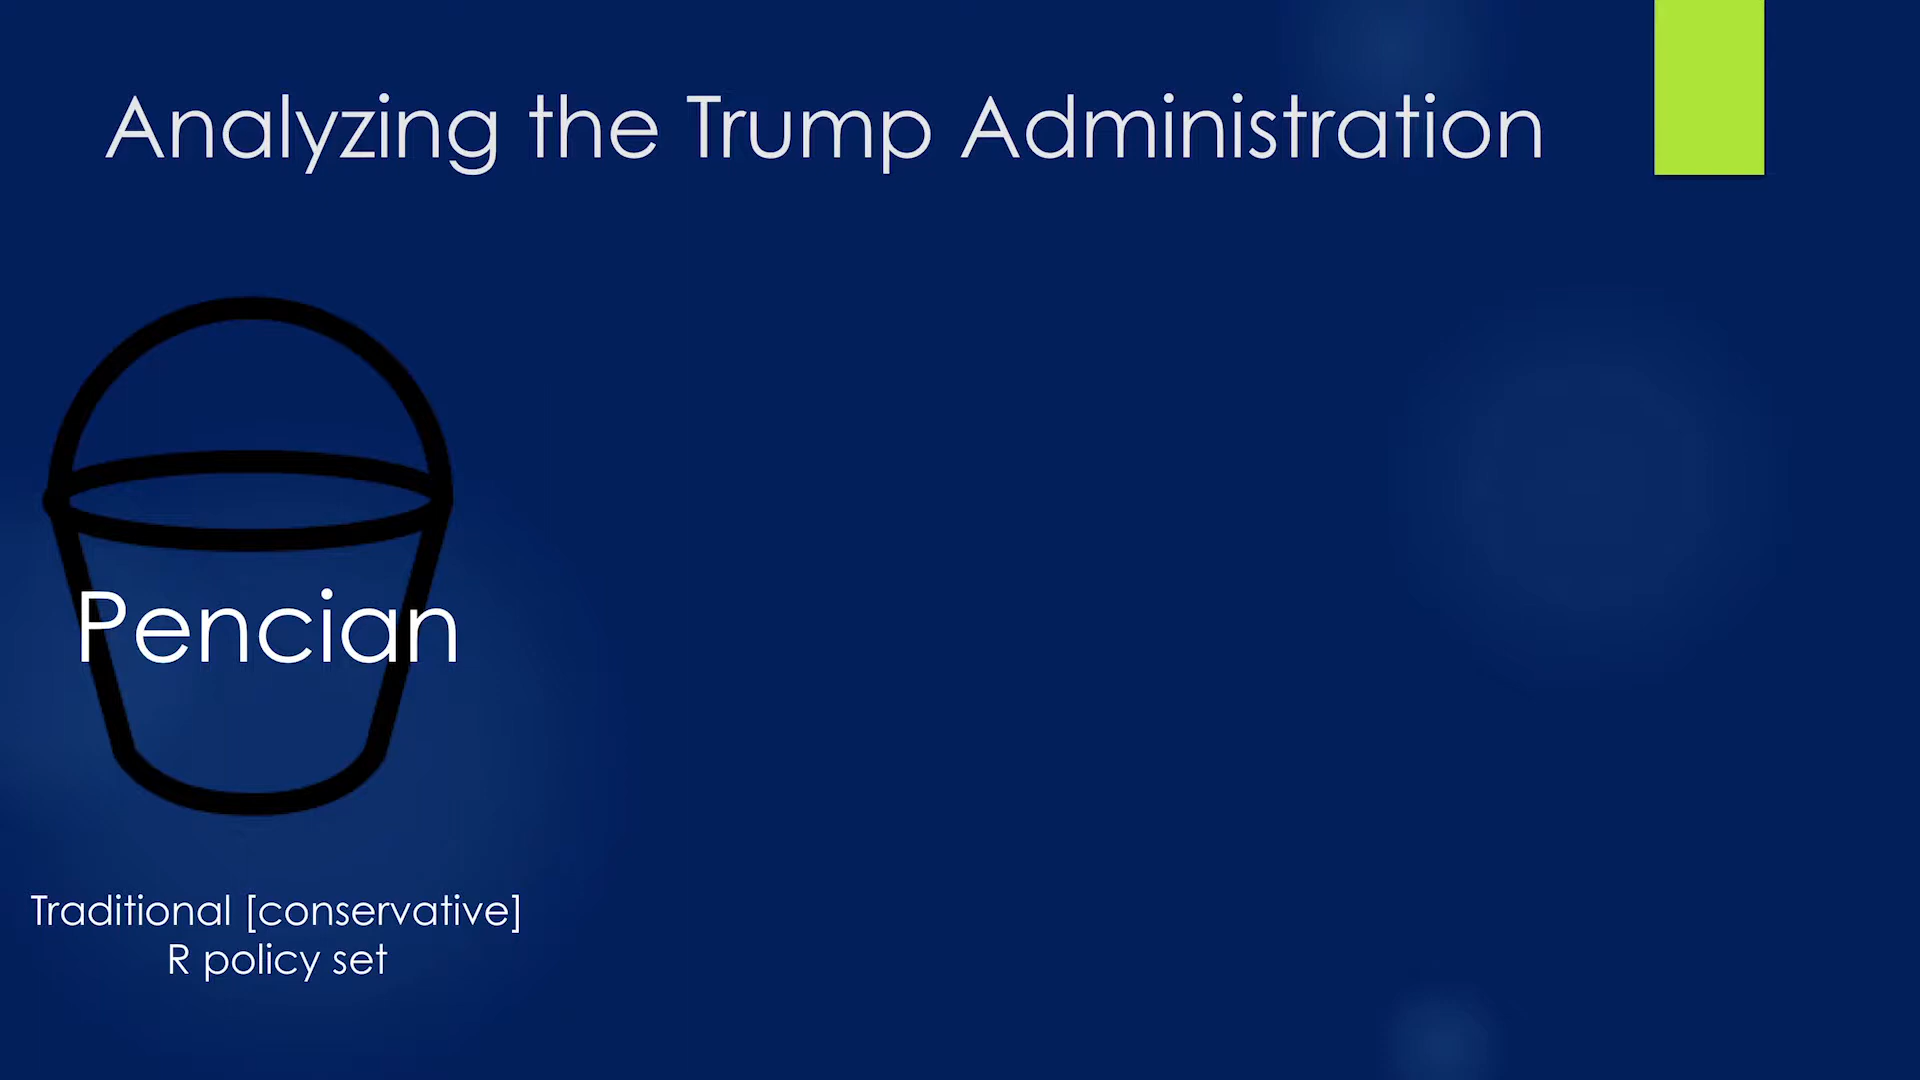 Analyzing the Trump Administration
Pencian
Traditional [conservative]
R policy set